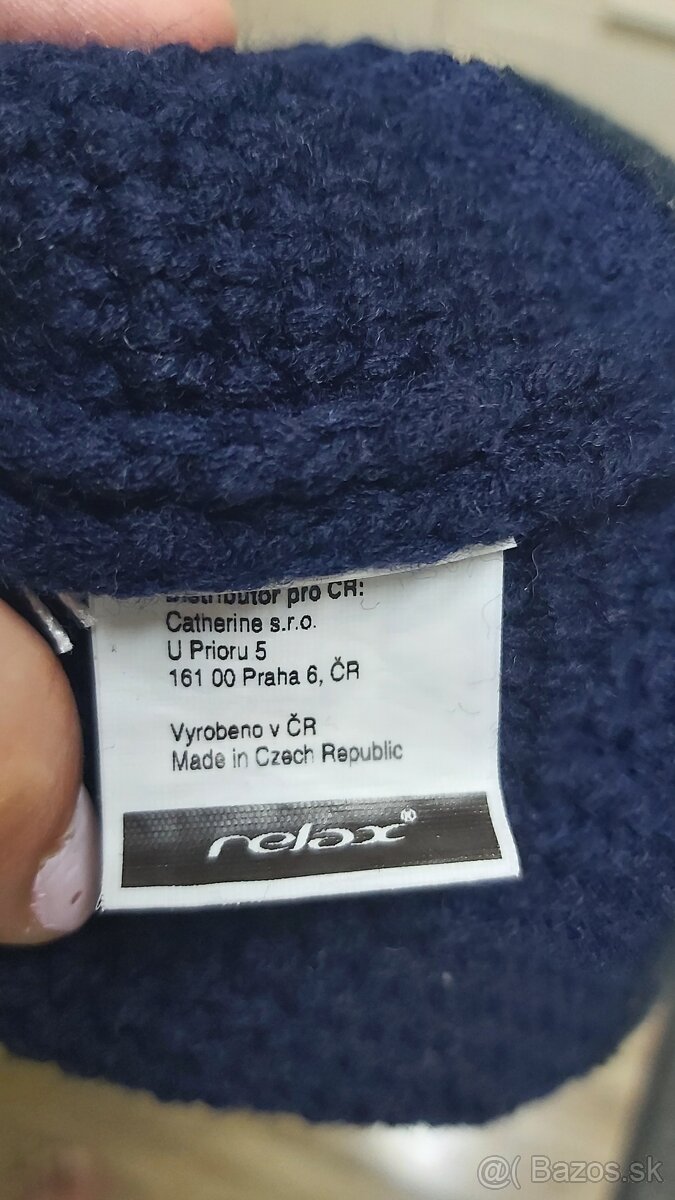 Distributor pro ČR:
Catherine s.r.o.
U Prioru 5
161 00 Praha 6, ČR
Vyrobeno v ČR
Made in Czech Republic
relax®
@( Bazos.sk